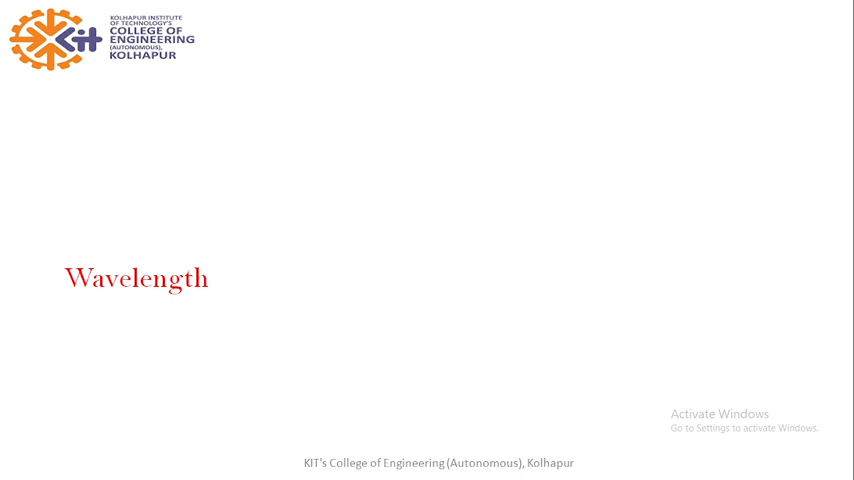 KOLHAPUR INSTITUTE
OF TECHNOLOGY'S
COLLEGE OF
ENGINEERING
(AUTONOMOUS),
KOLHAPUR
Kit
Wavelength
Activate Windows
Go to Settings to activate Windows.
KIT's College of Engineering (Autonomous), Kolhapur